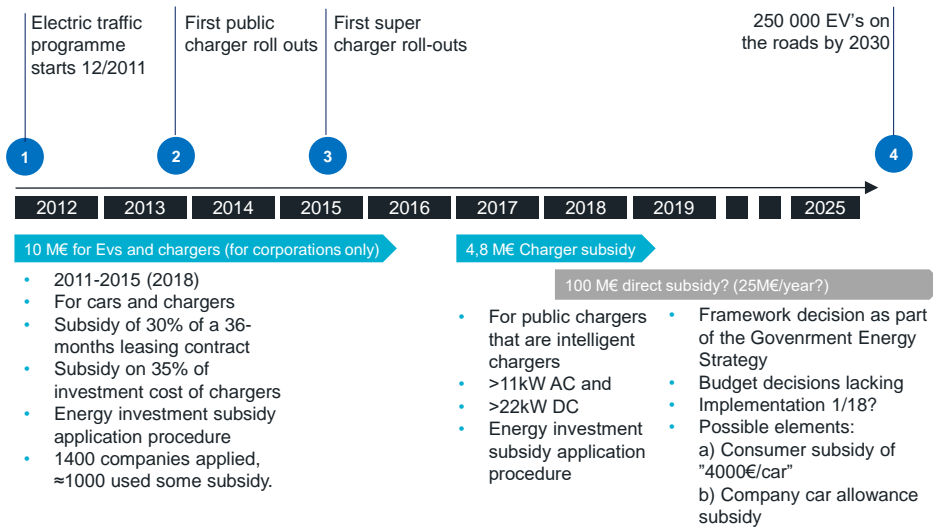 Electric traffic
programme
starts 12/2011
First public
charger roll outs
First super
charger roll-outs
250 000 EV's on
the roads by 2030
1
2
3
4
2012
2013
2014
2015
2016
2017
2018
2019
2025
10 M€ for Evs and chargers (for corporations only)
• 2011-2015 (2018)
• For cars and chargers
• Subsidy of 30% of a 36-
months leasing contract
• Subsidy on 35% of
investment cost of chargers
• Energy investment subsidy
application procedure
• 1400 companies applied,
≈1000 used some subsidy.
4,8 M€ Charger subsidy
100 M€ direct subsidy? (25M€/year?)
• For public chargers
that are intelligent
chargers
• >11kW AC and
• >22kW DC
• Energy investment
subsidy application
procedure
• Framework decision as part
of the Govenrment Energy
Strategy
• Budget decisions lacking
• Implementation 1/18?
• Possible elements:
a) Consumer subsidy of
"4000€/car"
b) Company car allowance
subsidy